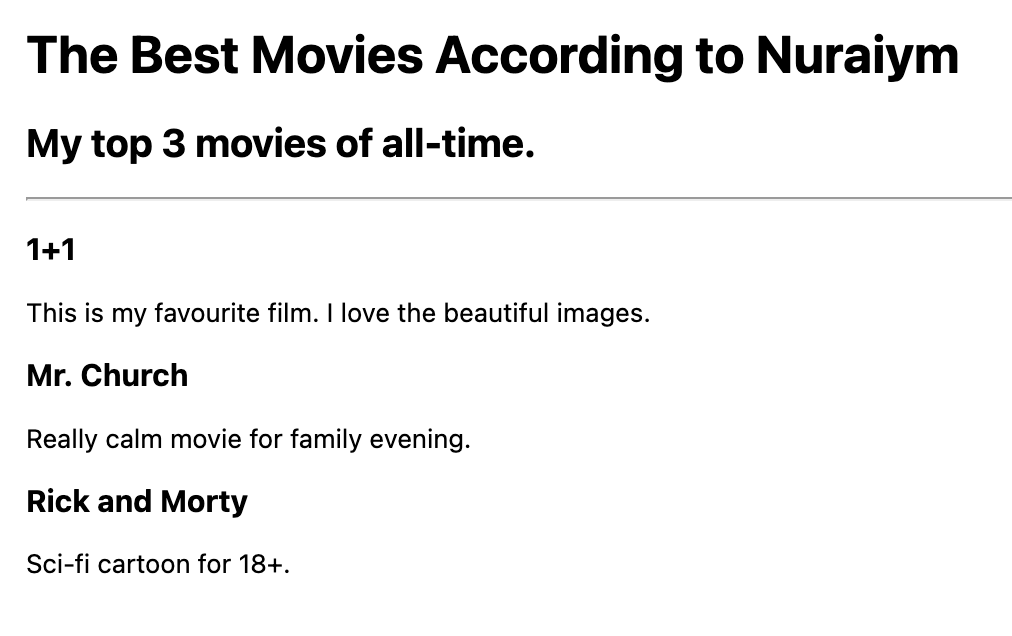 The Best Movies According to Nuraiym
My top 3 movies of all-time.
1+1
This is my favourite film. I love the beautiful images.
Mr. Church
Really calm movie for family evening.
Rick and Morty
Sci-fi cartoon for 18+.